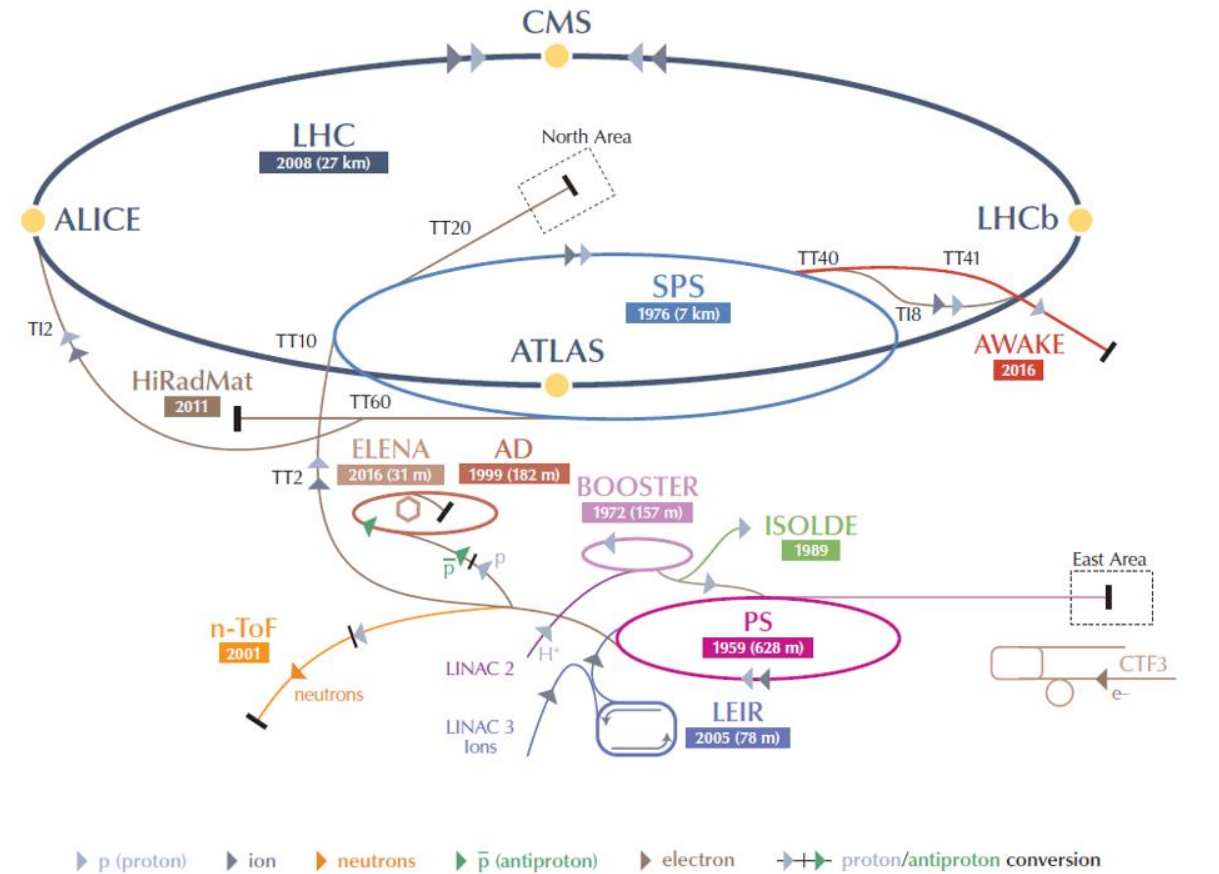 CMS
LHC
2008 (27 km)
North Area
ALICE
TT20
LHCb
TT40
TT41
SPS
1976 (7 km)
TI8
TI2
TT10
ATLAS
AWAKE
2016
HiRadMat
2011
TT60
ELENA
2016 (31 m)
AD
1999 (182 m)
TT2
BOOSTER
1972 (157 m)
ISOLDE
1989
East Area
p̅
p
n-ToF
2001
PS
1959 (628 m)
H⁺
LINAC 2
neutrons
CTF3
e–
LINAC 3
Ions
LEIR
2005 (78 m)
p (proton) ion neutrons p̅ (antiproton) electron proton/antiproton conversion